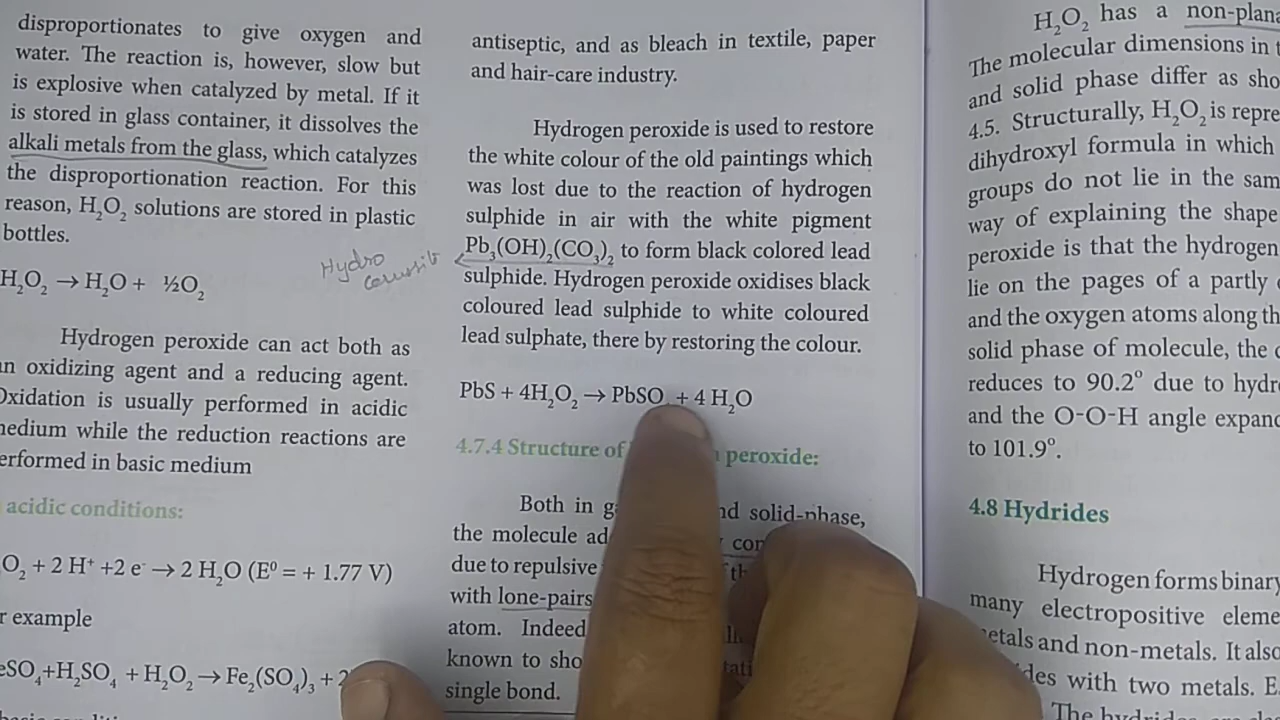 disproportionates to give oxygen and
water. The reaction is, however, slow but
is explosive when catalyzed by metal. If it
is stored in glass container, it dissolves the
alkali metals from the glass, which catalyzes
the disproportionation reaction. For this
reason, H₂O₂ solutions are stored in plastic
bottles.
H₂O₂ → H₂O + ½O₂
Hydrogen peroxide can act both as
an oxidizing agent and a reducing agent.
Oxidation is usually performed in acidic
medium while the reduction reactions are
performed in basic medium
acidic conditions:
O₂ + 2 H⁺ +2 e⁻ → 2 H₂O (E⁰ = + 1.77 V)
example
SO₄+H₂SO₄ + H₂O₂ → Fe₂(SO₄)₃ + 2
antiseptic, and as bleach in textile, paper
and hair-care industry.
Hydrogen peroxide is used to restore
the white colour of the old paintings which
was lost due to the reaction of hydrogen
sulphide in air with the white pigment
Hydro
Pb₃(OH)₂(CO₃)₂ to form black colored lead
sulphide. Hydrogen peroxide oxidises black
coloured lead sulphide to white coloured
lead sulphate, there by restoring the colour.
PbS + 4H₂O₂ → PbSO + 4 H₂O
4.7.4 Structure of peroxide:
Both in solid-phase,
the molecule
due to repulsive
with lone-pairs
atom. Indeed
known to
single bond.
H₂O₂ has a
The molecular dimensions in
and solid phase differ as
4.5. Structurally, H₂O₂ is
dihydroxyl formula in which
groups do not lie in the
way of explaining the shape
peroxide is that the hydrogen
lie on the pages of a partly
and the oxygen atoms along
solid phase of molecule, the
reduces to 90.2° due to
and the O-O-H angle
to 101.9°.
4.8 Hydrides
Hydrogen forms binary
many electropositive
metals and non-metals. It also
with two metals.
The